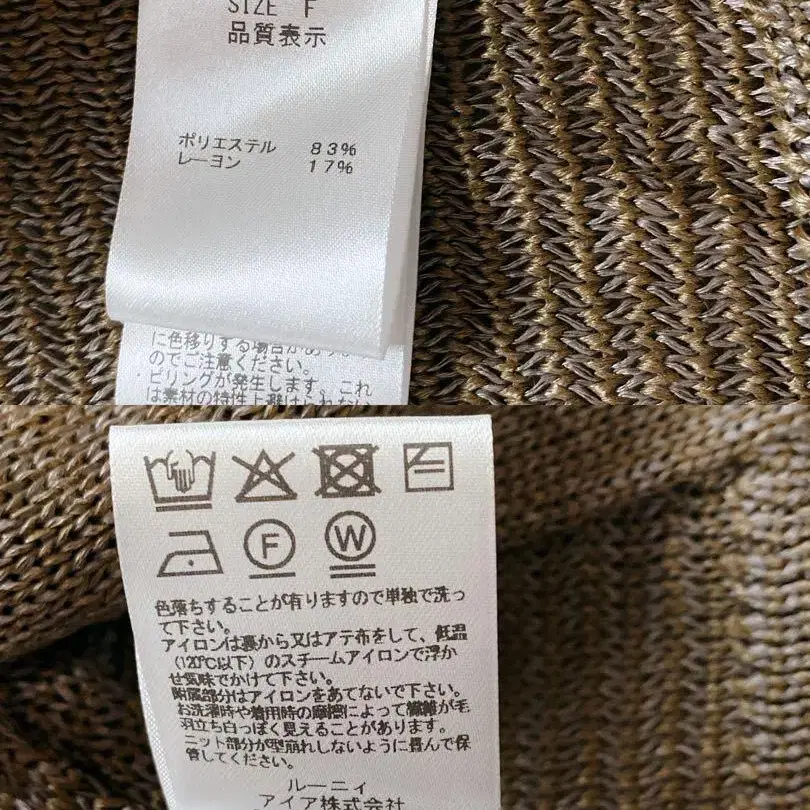 SIZE F
品質表示
ポリエステル 83%
レーヨン 17%
に色移りする場合があり
のでご注意ください。
ピリングが発生します。これ
は素材の特性上避けられない
F
W
色落ちすることが有りますので単独で洗っ
て下さい。
アイロンは裏から又はアテ布をして、低温
(120℃以下)のスチームアイロンで浮か
せ気味でかけて下さい。
附属部分はアイロンをあてないで下さい。
お洗濯時や着用時の摩擦によって繊維が毛
羽立ち白っぽく見えることがあります。
ニット部分が型崩れしないように畳んで保
管してください。
ルーニィ
アイア株式会社